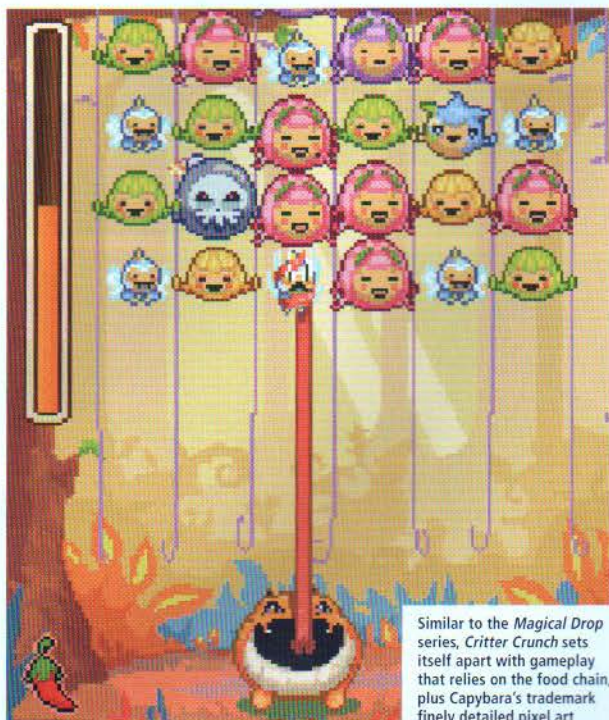 Similar to the Magical Drop
series, Critter Crunch sets
itself apart with gameplay
that relies on the food chain,
plus Capybara's trademark
finely detailed pixel art